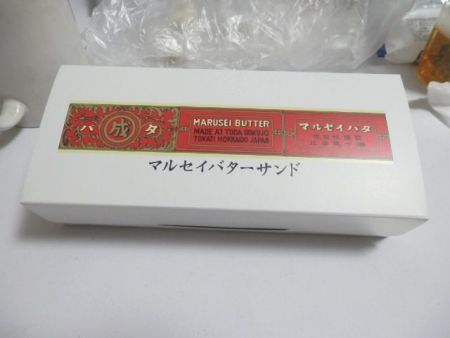 バ 成 タ
MARUSEI BUTTER
MADE AT TODA BOKUJO
TOKATI HOKKAIDO JAPAN
マルセイバタ
マルセイバターサンド